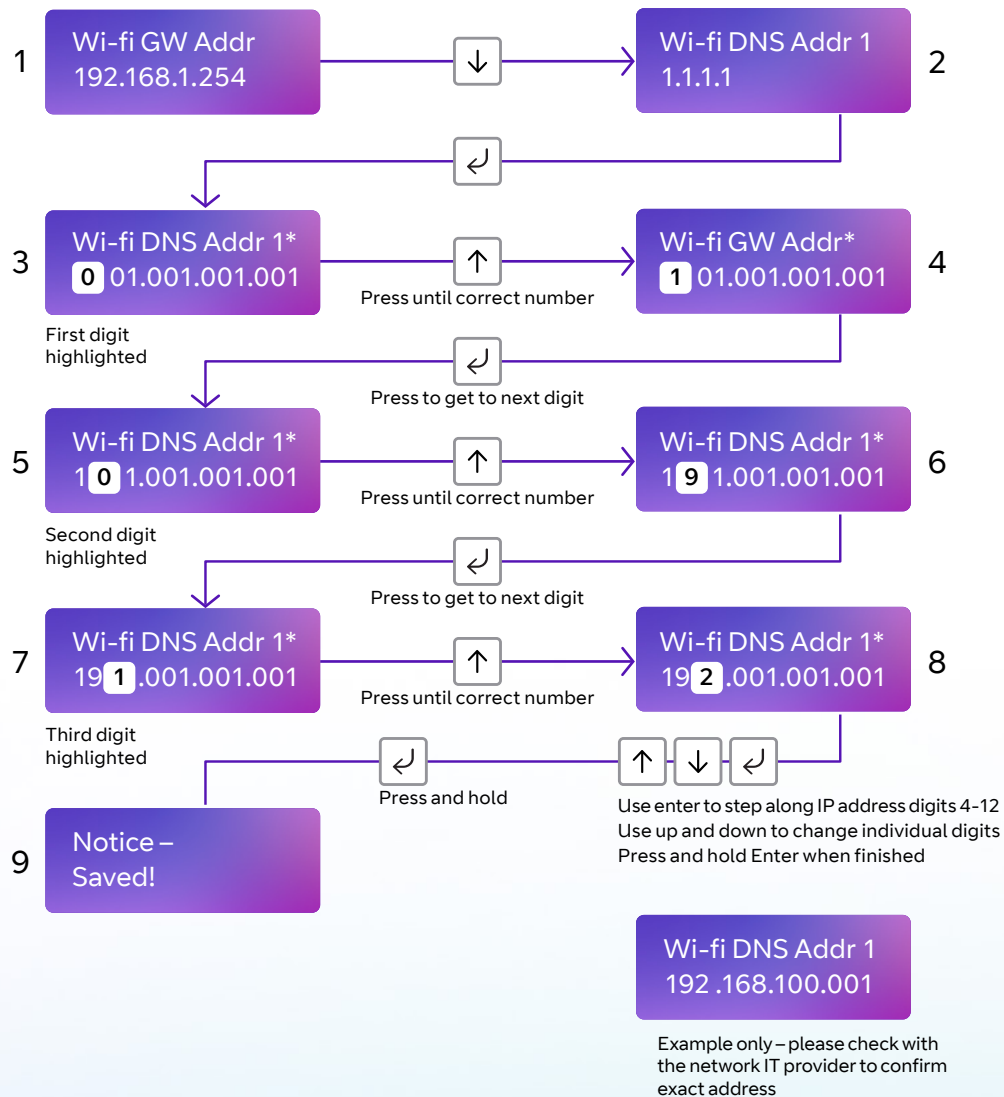 1
Wi-fi GW Addr
192.168.1.254
Wi-fi DNS Addr 1
1.1.1.1
2
3
Wi-fi DNS Addr 1*
0 01.001.001.001
First digit
highlighted
Press until correct number
Wi-fi GW Addr*
1 01.001.001.001
4
Press to get to next digit
5
Wi-fi DNS Addr 1*
1 0 1.001.001.001
Second digit
highlighted
Press until correct number
Wi-fi DNS Addr 1*
1 9 1.001.001.001
6
Press to get to next digit
7
Wi-fi DNS Addr 1*
19 1 .001.001.001
Third digit
highlighted
Press until correct number
Wi-fi DNS Addr 1*
19 2 .001.001.001
8
Use enter to step along IP address digits 4-12
Use up and down to change individual digits
Press and hold Enter when finished
Press and hold
9
Notice –
Saved!
Wi-fi DNS Addr 1
192 .168.100.001
Example only – please check with
the network IT provider to confirm
exact address